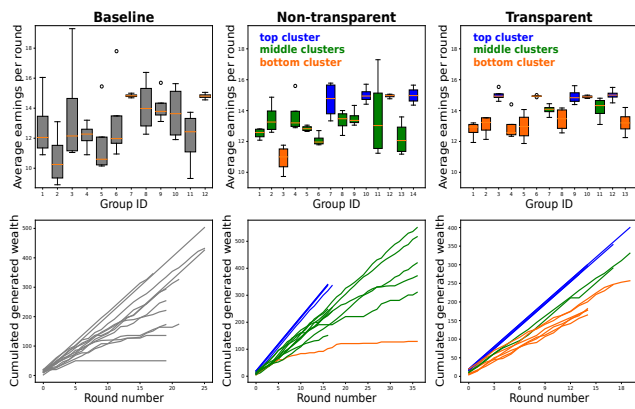 Baseline
Non-transparent
Transparent
Average earnings per round
18
16
14
12
10
1 2 3 4 5 6 7 8 9 10 11 12
Group ID
Average earnings per round
top cluster
middle clusters
bottom cluster
18
16
14
12
10
1 2 3 4 5 6 7 8 9 10 11 12 13 14
Group ID
Average earnings per round
top cluster
middle clusters
bottom cluster
18
16
14
12
10
1 2 3 4 5 6 7 8 9 10 11 12 13
Group ID
Cumulated generated wealth
500
400
300
200
100
0
0 5 10 15 20 25
Round number
Cumulated generated wealth
500
400
300
200
100
0
0 5 10 15 20 25 30 35
Round number
Cumulated generated wealth
400
350
300
250
200
150
100
50
0
0 3 6 9 12 15 18
Round number